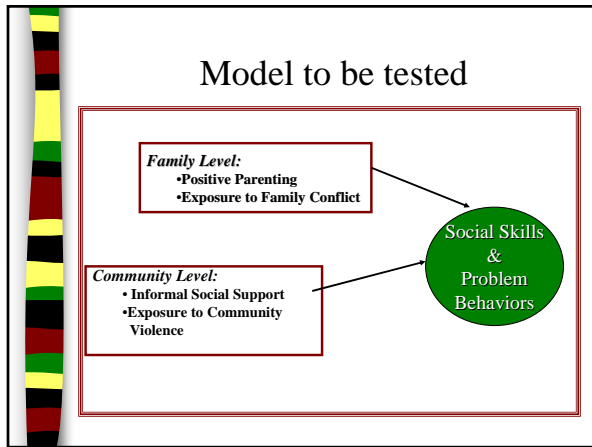 Model to be tested
Family Level:
•Positive Parenting
•Exposure to Family Conflict
Community Level:
• Informal Social Support
•Exposure to Community
Violence
Social Skills
&
Problem
Behaviors